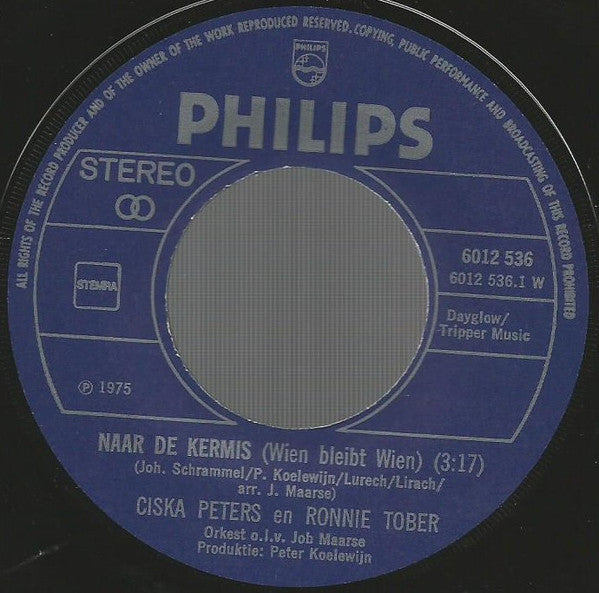 ALL RIGHTS OF THE RECORD PRODUCER AND OF THE OWNER OF THE WORK REPRODUCED RESERVED. COPYING, PUBLIC PERFORMANCE AND BROADCASTING OF THIS RECORD PROHIBITED
PHILIPS
PHILIPS
STEREO
6012 536
6012 536.1 W
STEMRA
Dayglow/
Tripper Music
℗ 1975
NAAR DE KERMIS (Wien bleibt Wien) (3:17)
(Joh. Schrammel/P. Koelewijn/Lurech/Lirach/
arr. J. Maarse)
CISKA PETERS en RONNIE TOBER
Orkest o.l.v. Job Maarse
Produktie: Peter Koelewijn